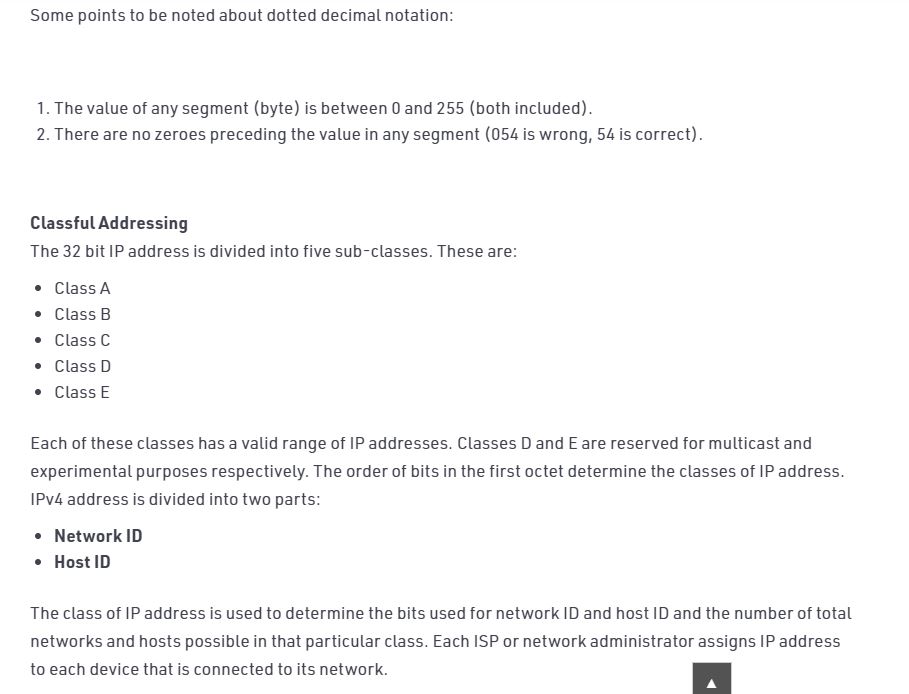 Some points to be noted about dotted decimal notation:
1. The value of any segment (byte) is between 0 and 255 (both included).
2. There are no zeroes preceding the value in any segment (054 is wrong, 54 is correct).
Classful Addressing
The 32 bit IP address is divided into five sub-classes. These are:
• Class A
• Class B
• Class C
• Class D
• Class E
Each of these classes has a valid range of IP addresses. Classes D and E are reserved for multicast and
experimental purposes respectively. The order of bits in the first octet determine the classes of IP address.
IPv4 address is divided into two parts:
• Network ID
• Host ID
The class of IP address is used to determine the bits used for network ID and host ID and the number of total
networks and hosts possible in that particular class. Each ISP or network administrator assigns IP address
to each device that is connected to its network.